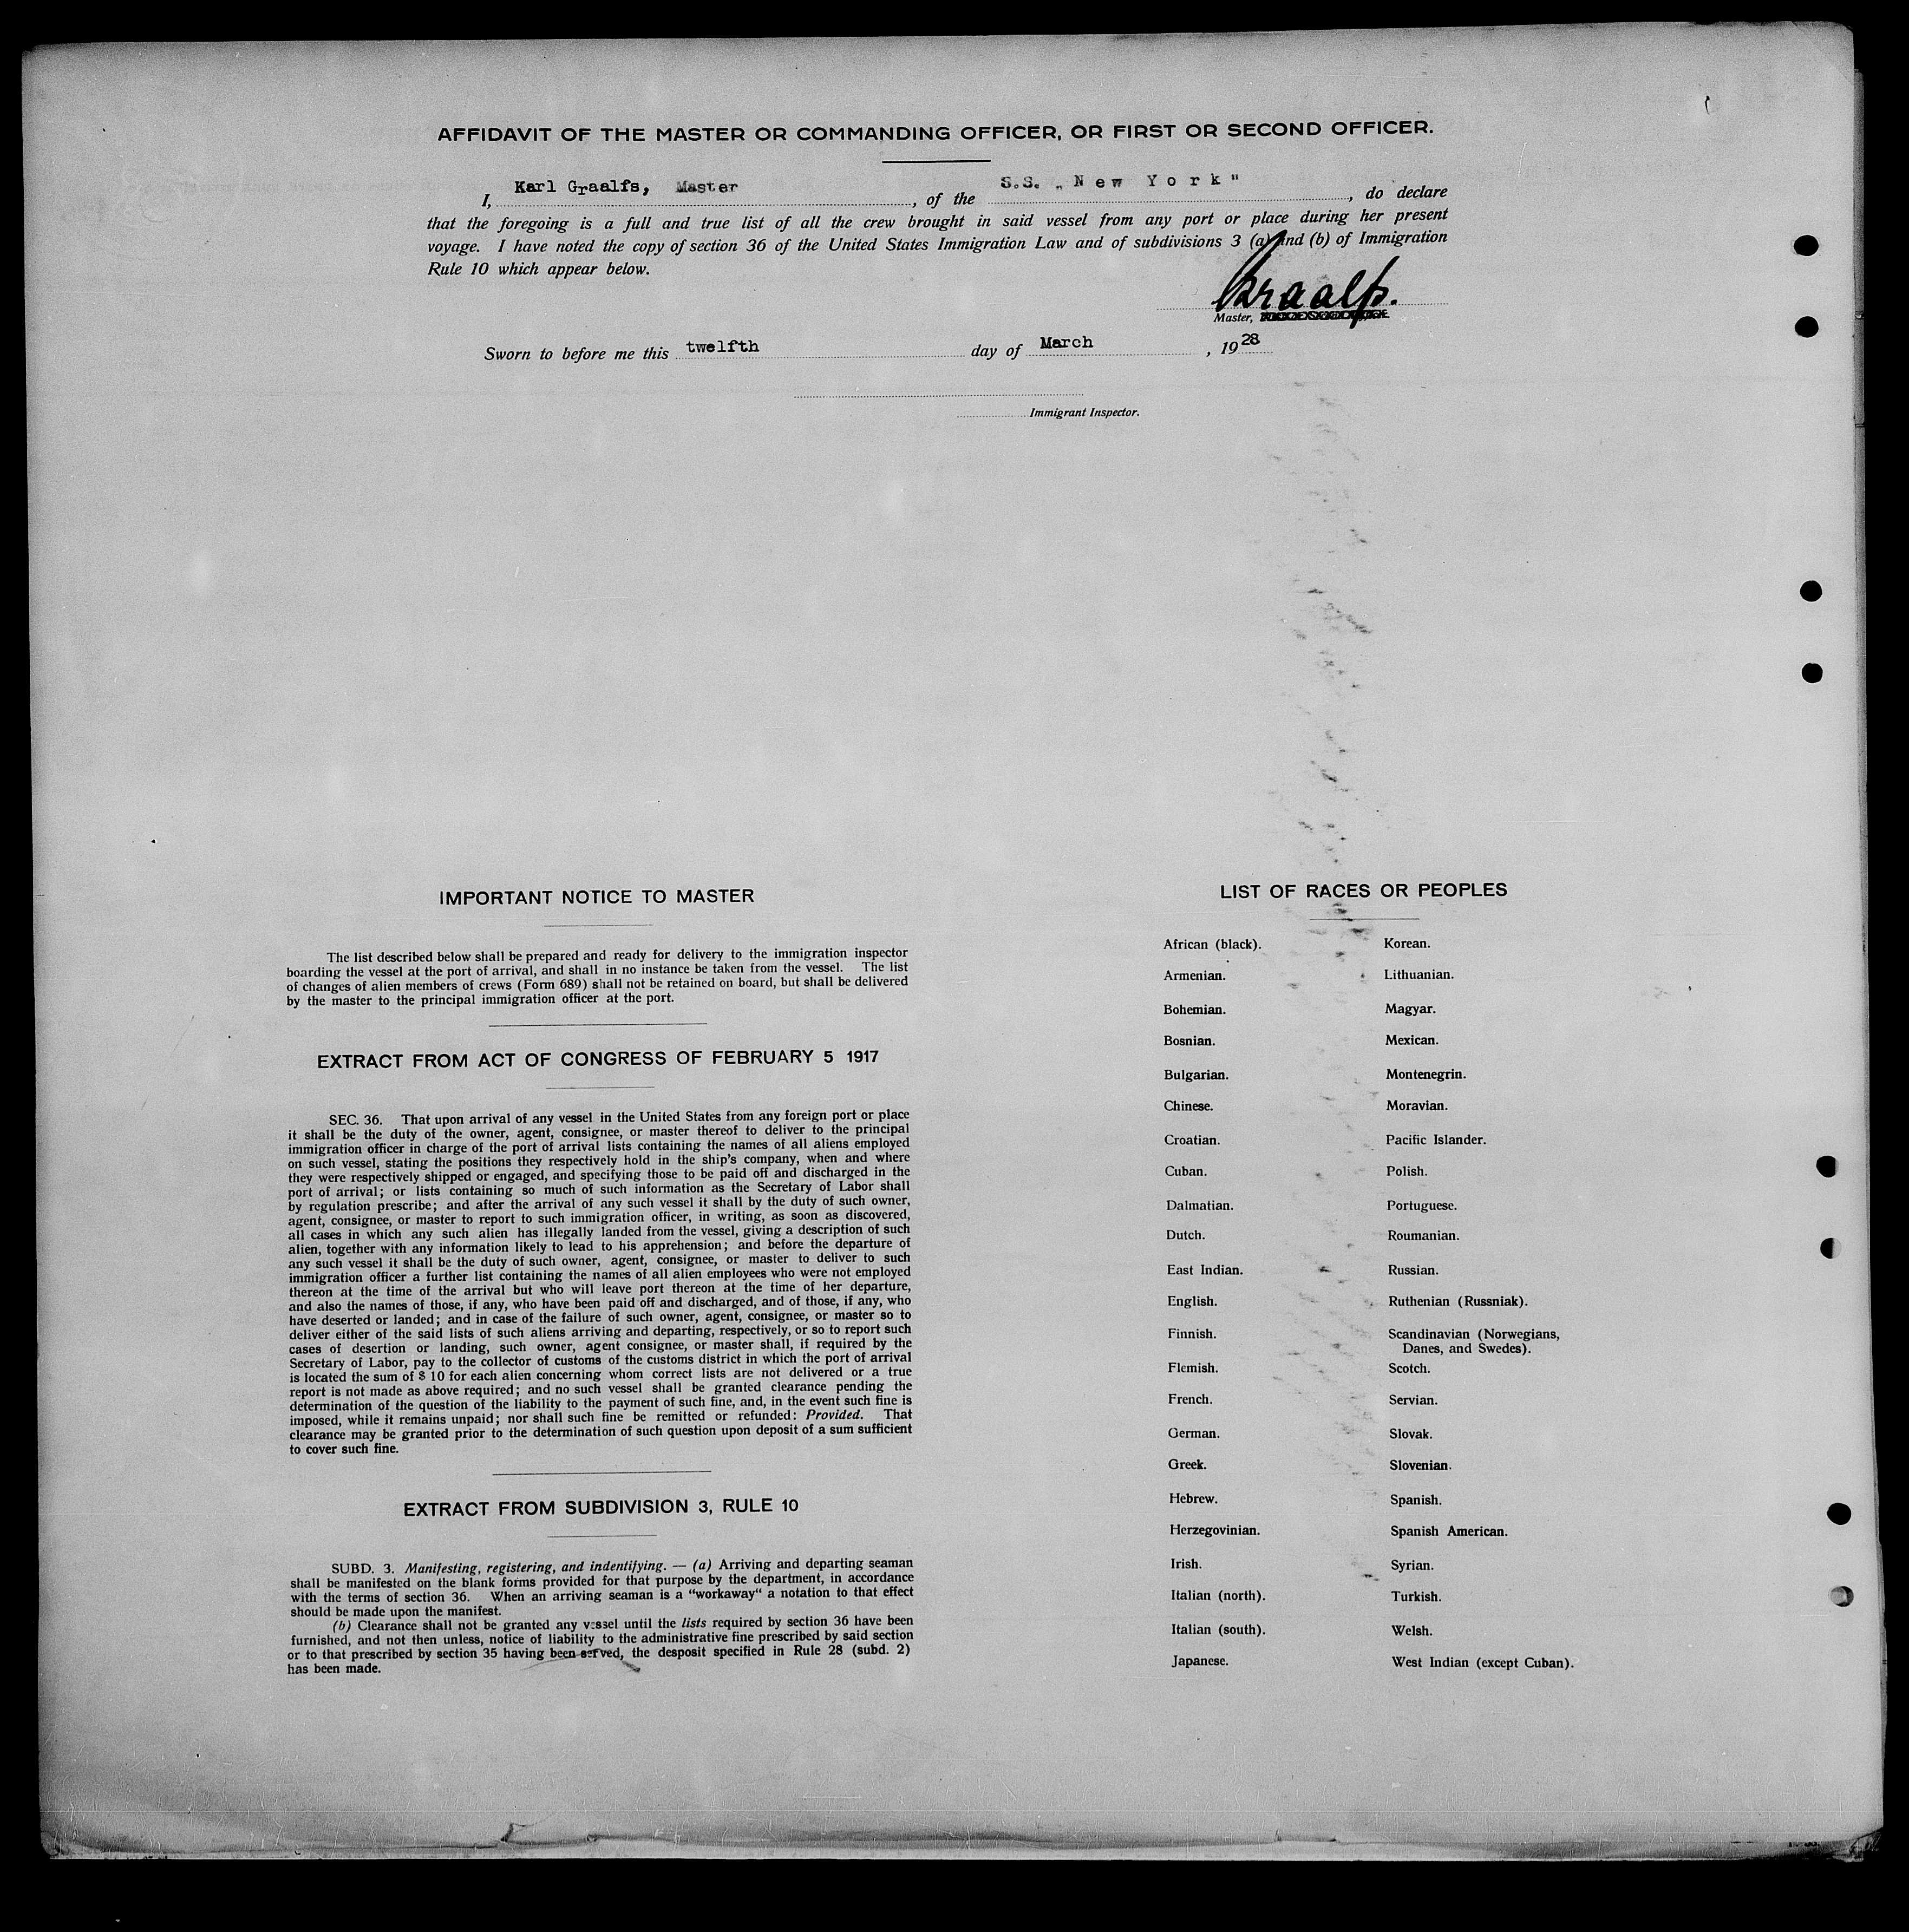 AFFIDAVIT OF THE MASTER OR COMMANDING OFFICER, OR FIRST OR SECOND OFFICER.
I, Karl Graalfs, Master, of the S.S. „New York", do declare
that the foregoing is a full and true list of all the crew brought in said vessel from any port or place during her present
voyage. I have noted the copy of section 36 of the United States Immigration Law and of subdivisions 3 (a) and (b) of Immigration
Rule 10 which appear below.
Graalfs.
Master,
Sworn to before me this twelfth day of March, 1928
Immigrant Inspector.
IMPORTANT NOTICE TO MASTER
The list described below shall be prepared and ready for delivery to the immigration inspector
boarding the vessel at the port of arrival, and shall in no instance be taken from the vessel. The list
of changes of alien members of crews (Form 689) shall not be retained on board, but shall be delivered
by the master to the principal immigration officer at the port.
EXTRACT FROM ACT OF CONGRESS OF FEBRUARY 5 1917
SEC. 36. That upon arrival of any vessel in the United States from any foreign port or place
it shall be the duty of the owner, agent, consignee, or master thereof to deliver to the principal
immigration officer in charge of the port of arrival lists containing the names of all aliens employed
on such vessel, stating the positions they respectively hold in the ship's company, when and where
they were respectively shipped or engaged, and specifying those to be paid off and discharged in the
port of arrival; or lists containing so much of such information as the Secretary of Labor shall
by regulation prescribe; and after the arrival of any such vessel it shall by the duty of such owner,
agent, consignee, or master to report to such immigration officer, in writing, as soon as discovered,
all cases in which any such alien has illegally landed from the vessel, giving a description of such
alien, together with any information likely to lead to his apprehension; and before the departure of
any such vessel it shall be the duty of such owner, agent, consignee, or master to deliver to such
immigration officer a further list containing the names of all alien employees who were not employed
thereon at the time of the arrival but who will leave port thereon at the time of her departure,
and also the names of those, if any, who have been paid off and discharged, and of those, if any, who
have deserted or landed; and in case of the failure of such owner, agent, consignee, or master so to
deliver either of the said lists of such aliens arriving and departing, respectively, or so to report such
cases of desertion or landing, such owner, agent consignee, or master shall, if required by the
Secretary of Labor, pay to the collector of customs of the customs district in which the port of arrival
is located the sum of $ 10 for each alien concerning whom correct lists are not delivered or a true
report is not made as above required; and no such vessel shall be granted clearance pending the
determination of the question of the liability to the payment of such fine, and, in the event such fine is
imposed, while it remains unpaid; nor shall such fine be remitted or refunded: Provided. That
clearance may be granted prior to the determination of such question upon deposit of a sum sufficient
to cover such fine.
EXTRACT FROM SUBDIVISION 3, RULE 10
SUBD. 3. Manifesting, registering, and indentifying. — (a) Arriving and departing seaman
shall be manifested on the blank forms provided for that purpose by the department, in accordance
with the terms of section 36. When an arriving seaman is a "workaway" a notation to that effect
should be made upon the manifest.
(b) Clearance shall not be granted any vessel until the lists required by section 36 have been
furnished, and not then unless, notice of liability to the administrative fine prescribed by said section
or to that prescribed by section 35 having been served, the desposit specified in Rule 28 (subd. 2)
has been made.
LIST OF RACES OR PEOPLES
African (black).
Armenian.
Bohemian.
Bosnian.
Bulgarian.
Chinese.
Croatian.
Cuban.
Dalmatian.
Dutch.
East Indian.
English.
Finnish.
Flemish.
French.
German.
Greek.
Hebrew.
Herzegovinian.
Irish.
Italian (north).
Italian (south).
Japanese.
Korean.
Lithuanian.
Magyar.
Mexican.
Montenegrin.
Moravian.
Pacific Islander.
Polish.
Portuguese.
Roumanian.
Russian.
Ruthenian (Russniak).
Scandinavian (Norwegians,
Danes, and Swedes).
Scotch.
Servian.
Slovak.
Slovenian.
Spanish.
Spanish American.
Syrian.
Turkish.
Welsh.
West Indian (except Cuban).